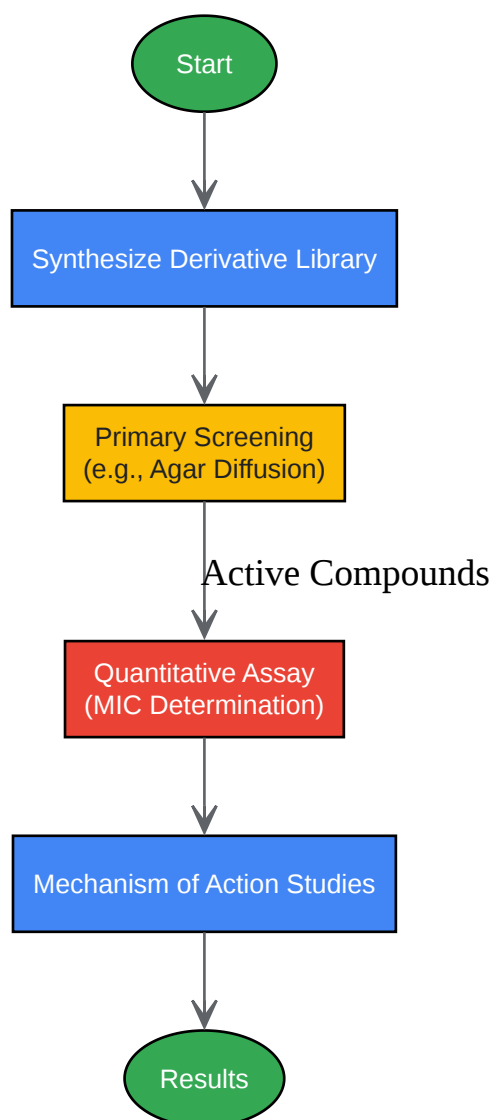 Start
Synthesize Derivative Library
Primary Screening
(e.g., Agar Diffusion)
Active Compounds
Quantitative Assay
(MIC Determination)
Mechanism of Action Studies
Results